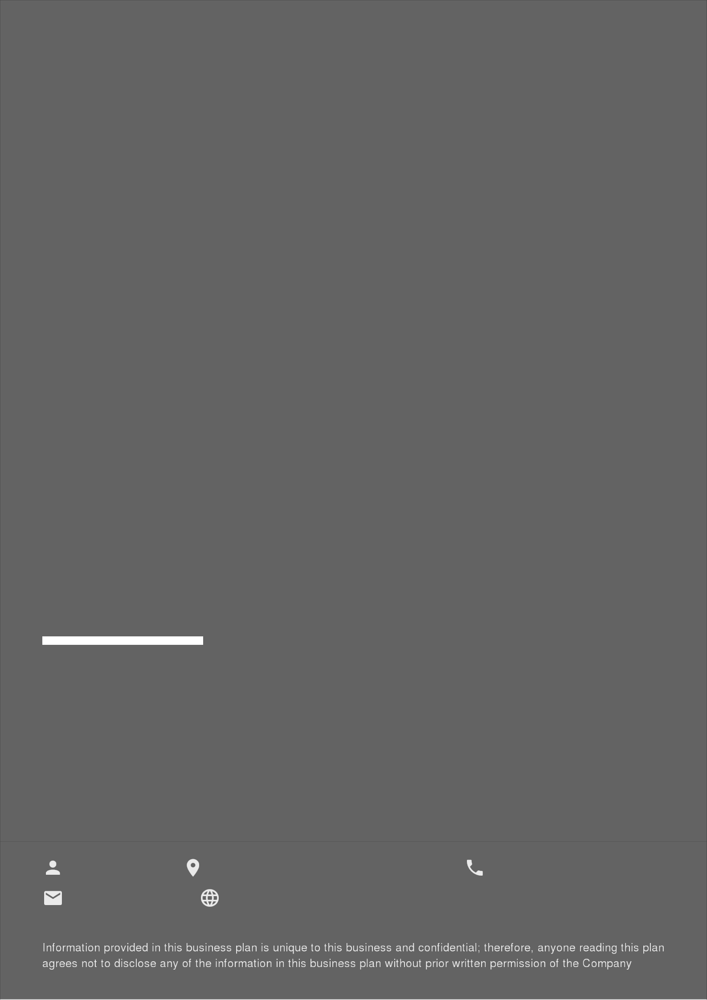 Information provided in this business plan is unique to this business and confidential; therefore, anyone reading this plan
agrees not to disclose any of the information in this business plan without prior written permission of the Company